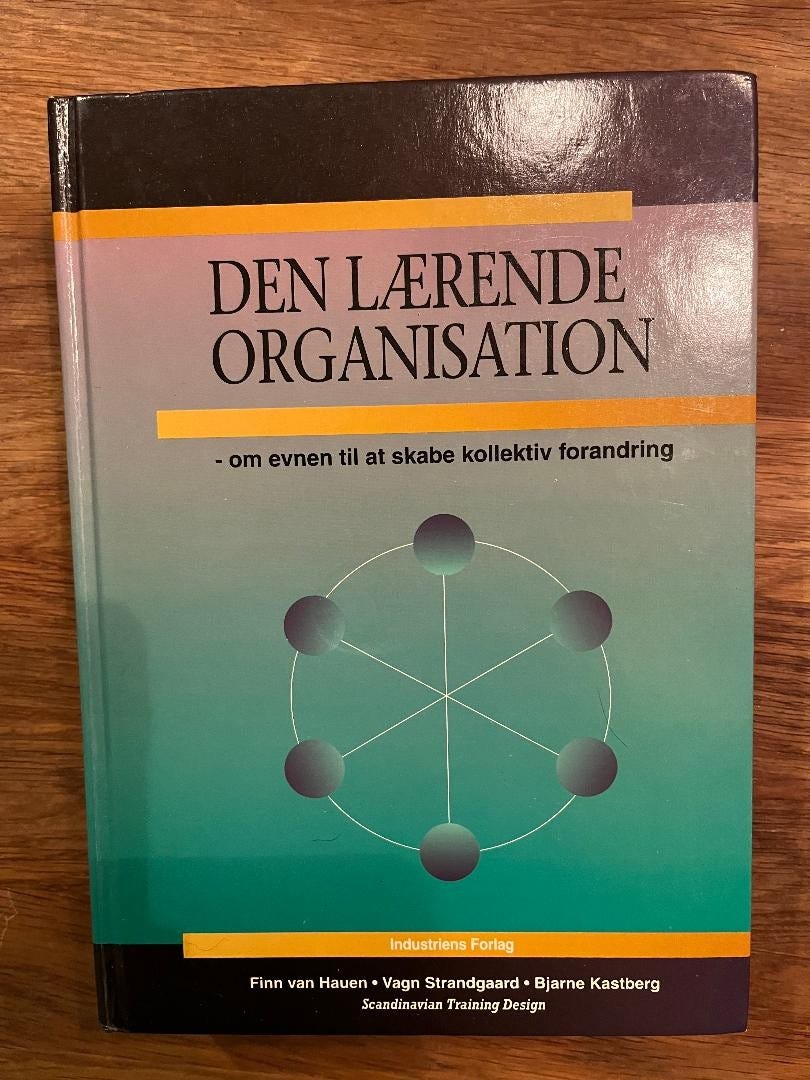 DEN LÆRENDE
ORGANISATION
- om evnen til at skabe kollektiv forandring
Industriens Forlag
Finn van Hauen • Vagn Strandgaard • Bjarne Kastberg
Scandinavian Training Design